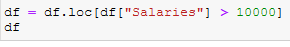 df = df.loc[df["Salaries"] > 10000]
df